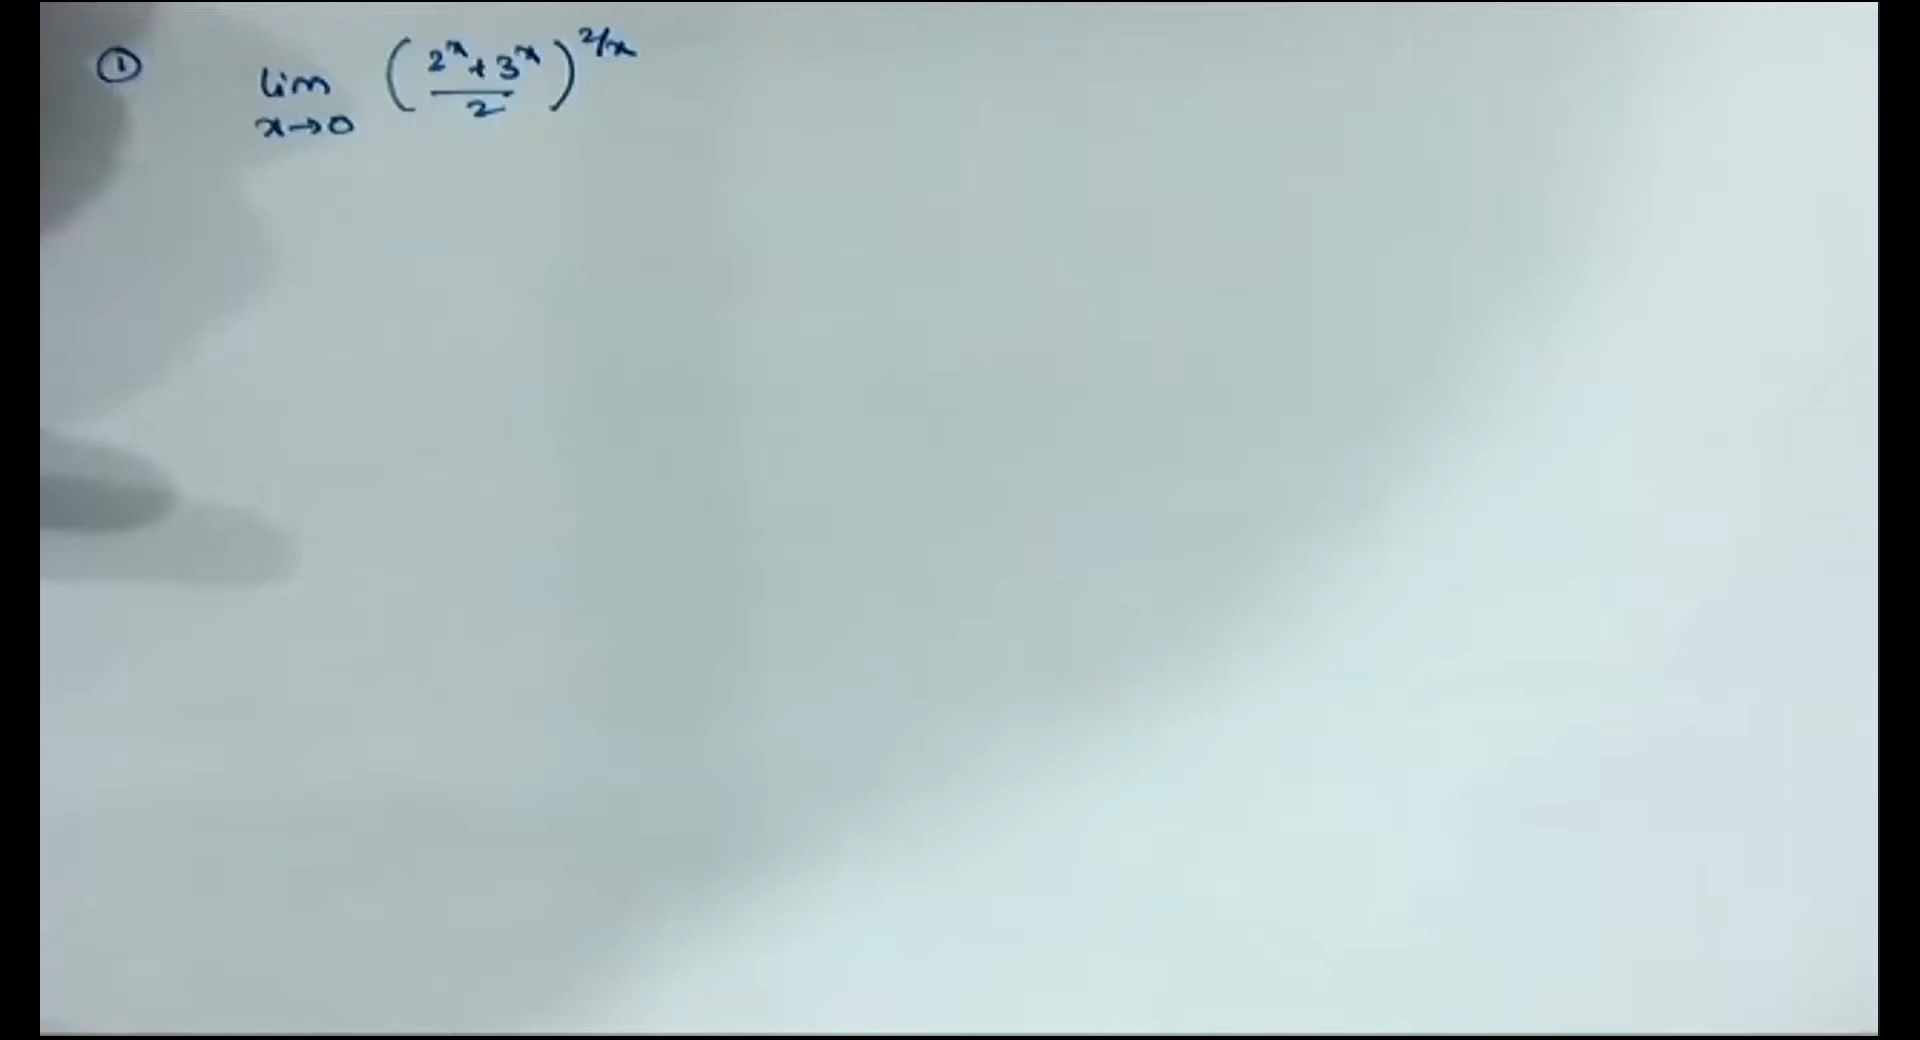 ① lim x→0 ( (2^x + 3^x) / 2 )^(2/x)